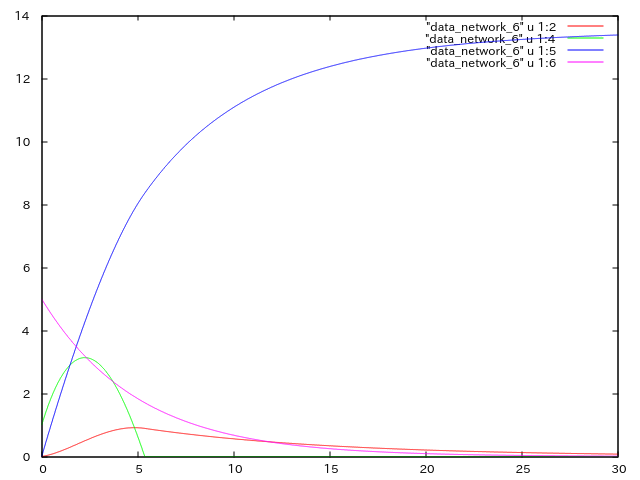 14
12
10
8
6
4
2
0
"data_network_6" u 1:2
"data_network_6" u 1:4
"data_network_6" u 1:5
"data_network_6" u 1:6
0 5 10 15 20 25 30